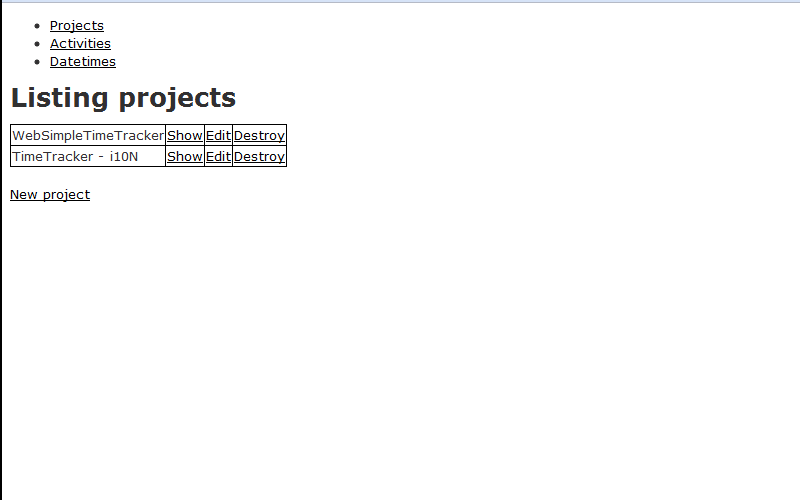 Projects
Activities
Datetimes
Listing projects
WebSimpleTimeTracker Show Edit Destroy
TimeTracker - i10N Show Edit Destroy
New project